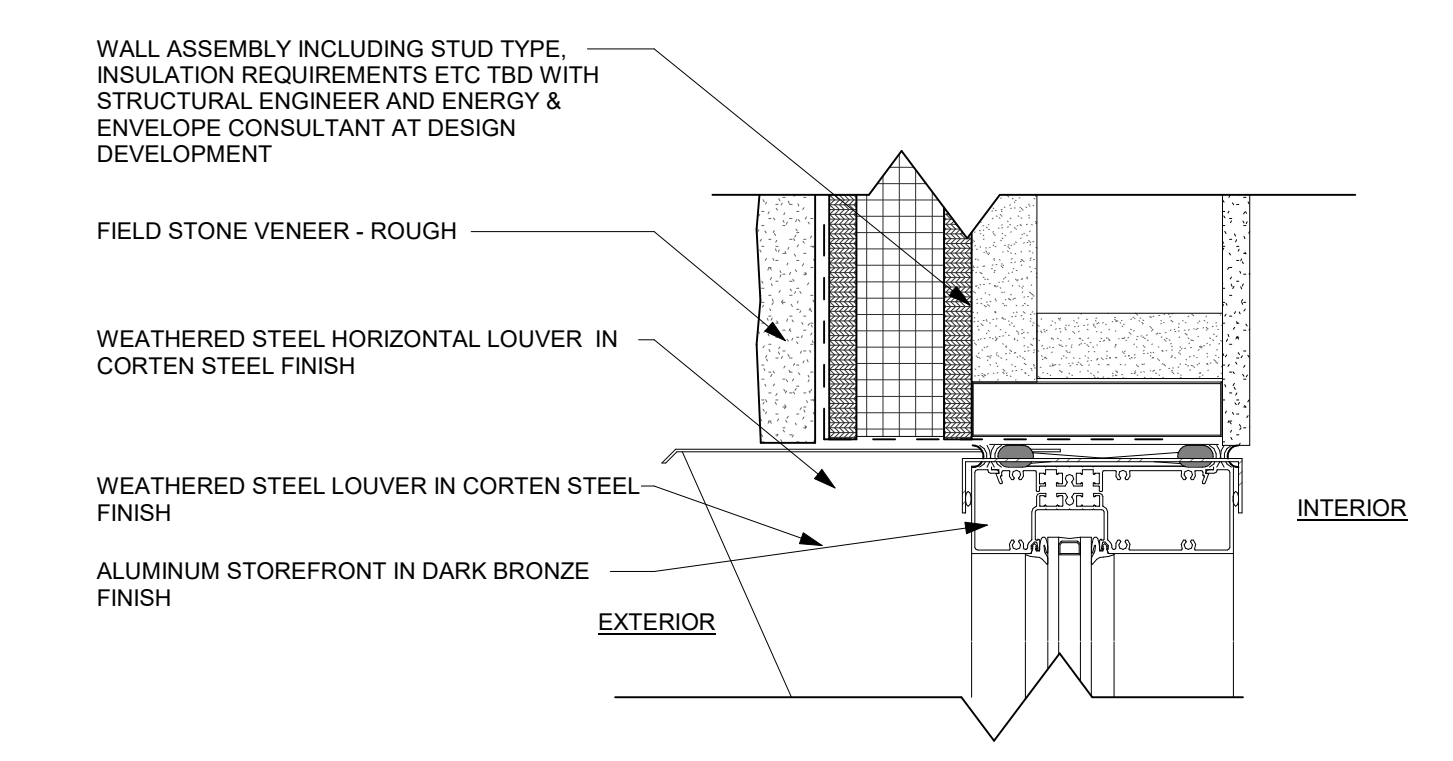 WALL ASSEMBLY INCLUDING STUD TYPE,
INSULATION REQUIREMENTS ETC TBD WITH
STRUCTURAL ENGINEER AND ENERGY &
ENVELOPE CONSULTANT AT DESIGN
DEVELOPMENT
FIELD STONE VENEER - ROUGH
WEATHERED STEEL HORIZONTAL LOUVER IN
CORTEN STEEL FINISH
WEATHERED STEEL LOUVER IN CORTEN STEEL
FINISH
ALUMINUM STOREFRONT IN DARK BRONZE
FINISH
EXTERIOR
INTERIOR